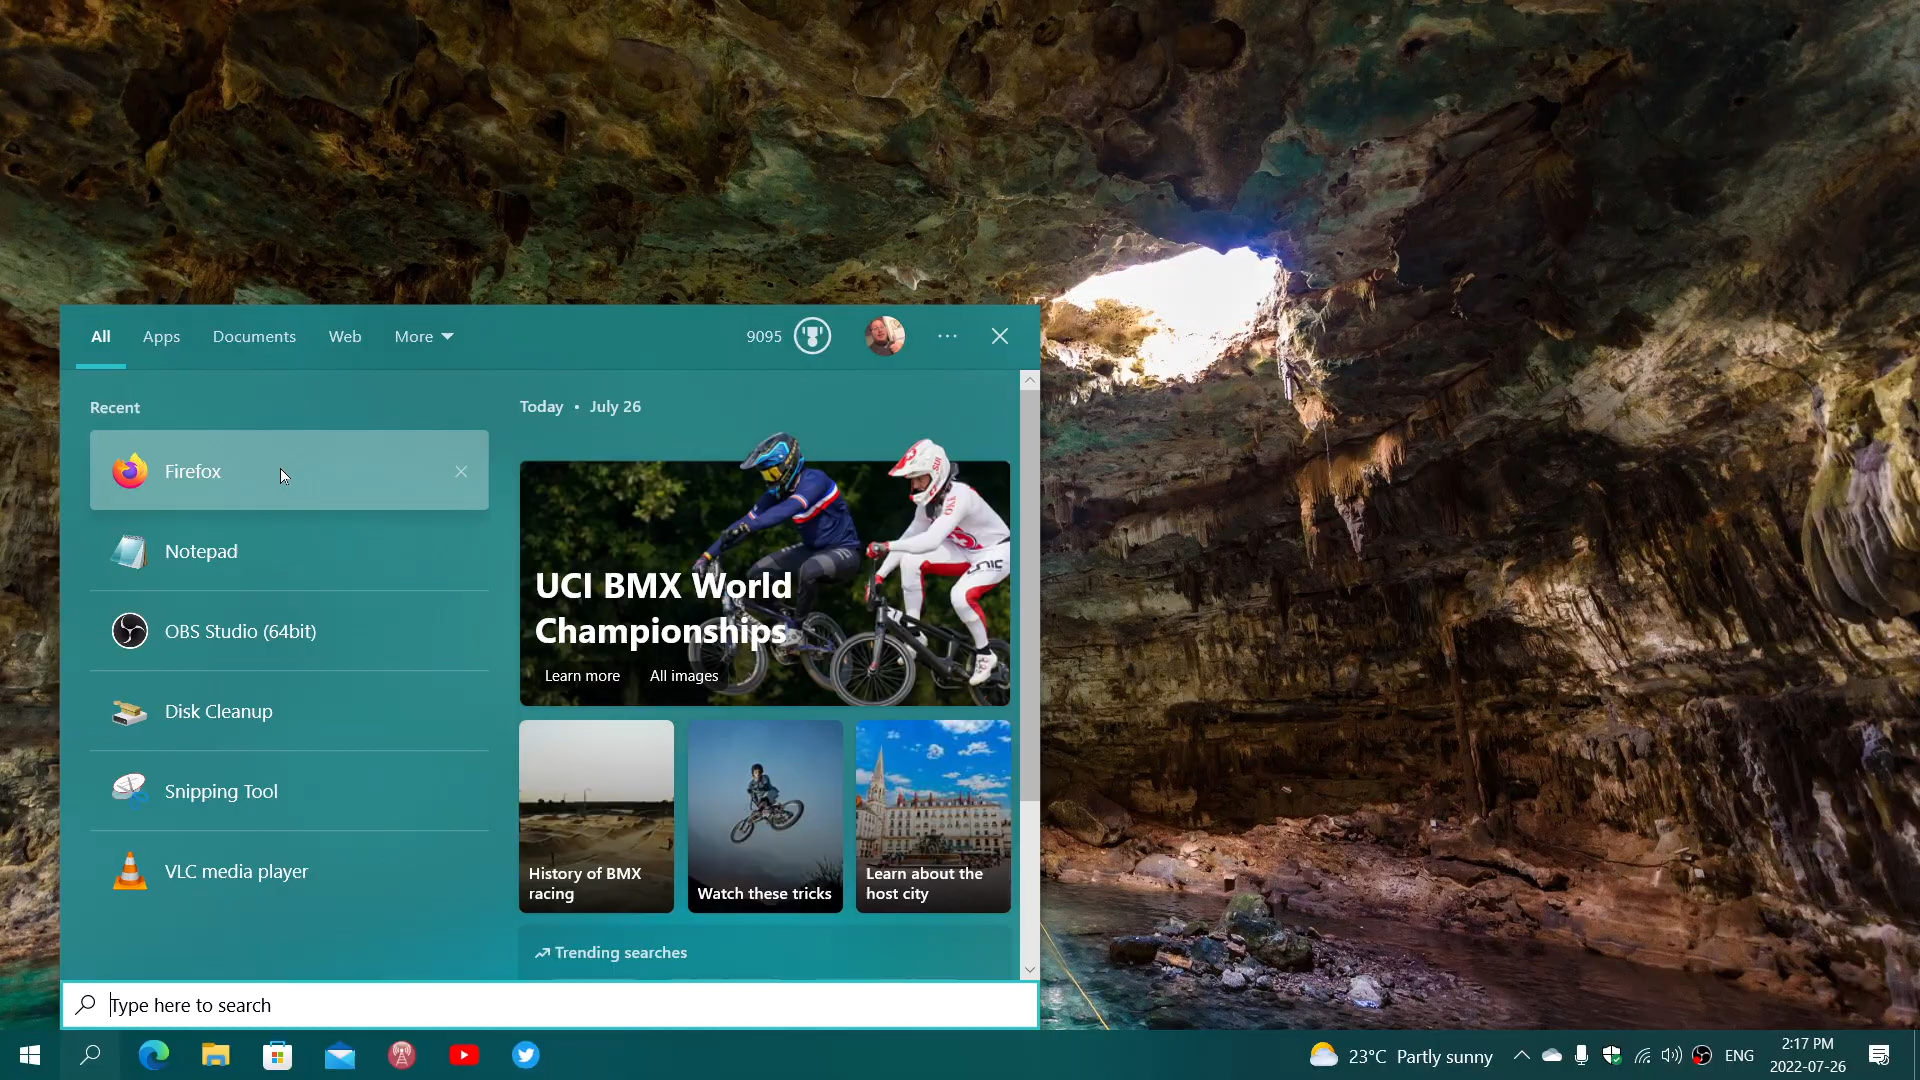 All
Apps
Documents
Web
More
9095
Recent
Firefox
Notepad
OBS Studio (64bit)
Disk Cleanup
Snipping Tool
VLC media player
Today • July 26
UCI BMX World
Championships
Learn more
All images
History of BMX
racing
Watch these tricks
Learn about the
host city
Trending searches
Type here to search
23°C Partly sunny
ENG
2:17 PM
2022-07-26